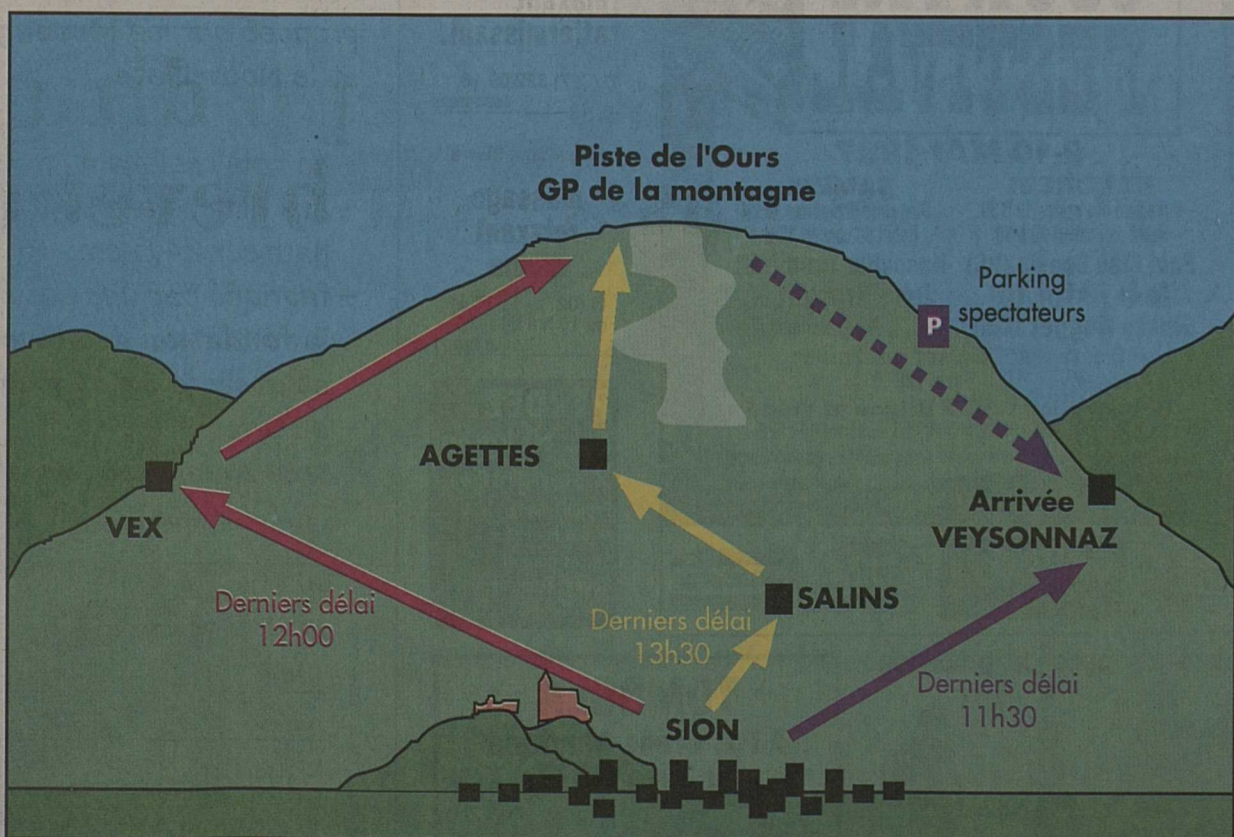 Piste de l'Ours
GP de la montagne
Parking
spectateurs
P
AGETTES
VEX
Arrivée
VEYSONNAZ
SALINS
Derniers délai
12h00
Derniers délai
13h30
Derniers délai
11h30
SION